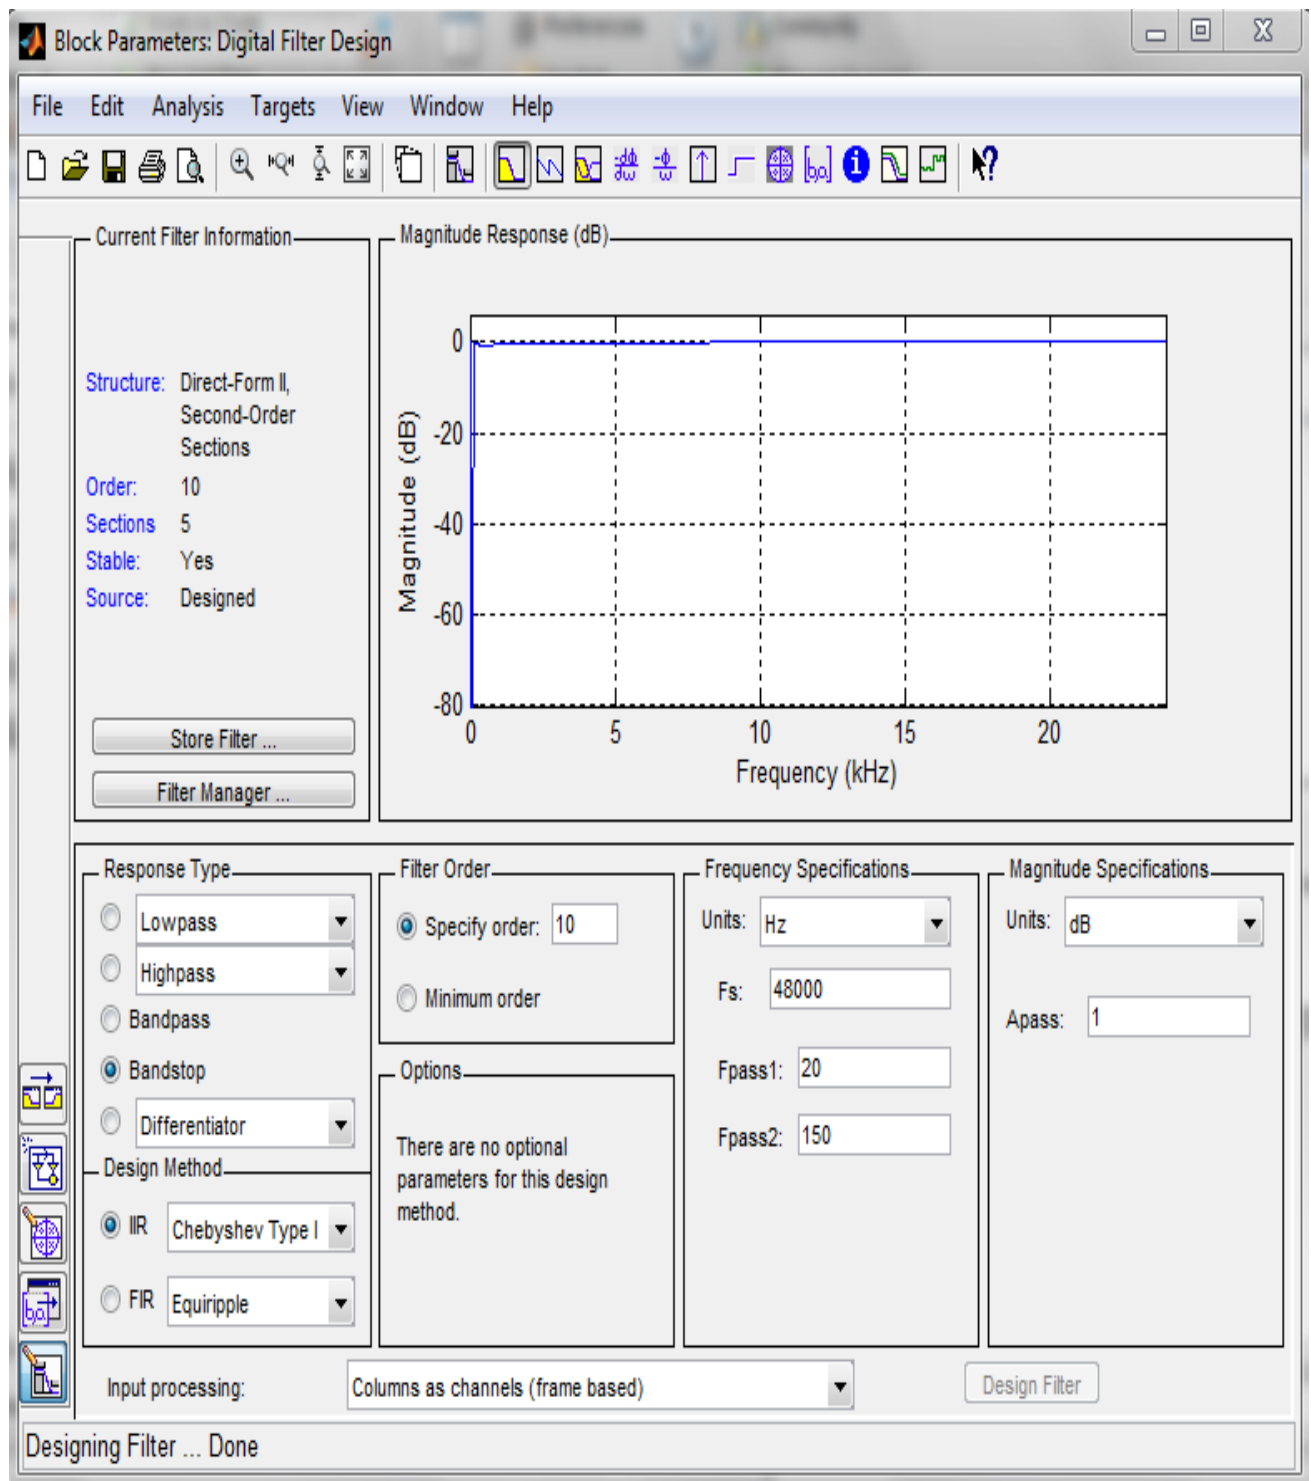 Block Parameters: Digital Filter Design
File Edit Analysis Targets View Window Help
Current Filter Information
Structure: Direct-Form II,
Second-Order
Sections
Order: 10
Sections 5
Stable: Yes
Source: Designed
Store Filter ...
Filter Manager ...
Magnitude Response (dB)
0
-20
-40
-60
-80
Magnitude (dB)
0 5 10 15 20
Frequency (kHz)
Response Type
Lowpass
Highpass
Bandpass
Bandstop
Differentiator
Design Method
IIR Chebyshev Type I
FIR Equiripple
Filter Order
Specify order: 10
Minimum order
Options
There are no optional
parameters for this design
method.
Frequency Specifications
Units: Hz
Fs: 48000
Fpass1: 20
Fpass2: 150
Magnitude Specifications
Units: dB
Apass: 1
Input processing: Columns as channels (frame based)
Design Filter
Designing Filter ... Done